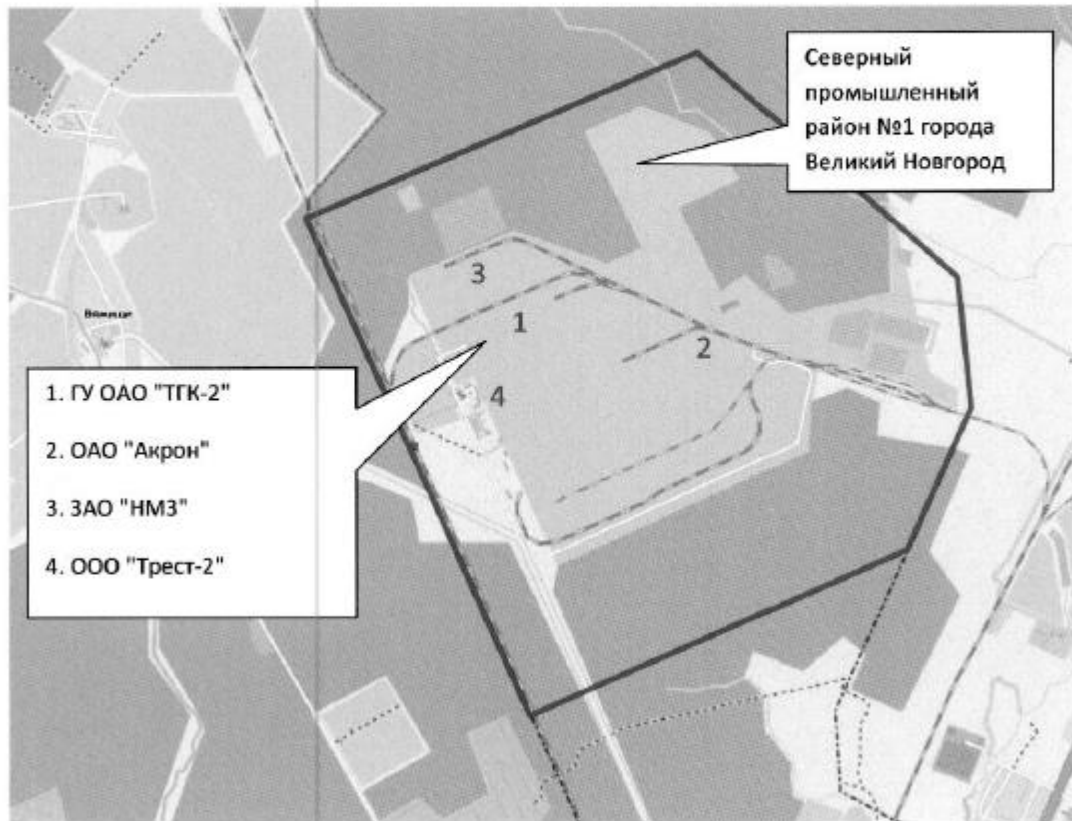 Северный
промышленный
район №1 города
Великий Новгород
3
1
2
4
1. ГУ ОАО "ТГК-2"
2. ОАО "Акрон"
3. ЗАО "НМЗ"
4. ООО "Трест-2"